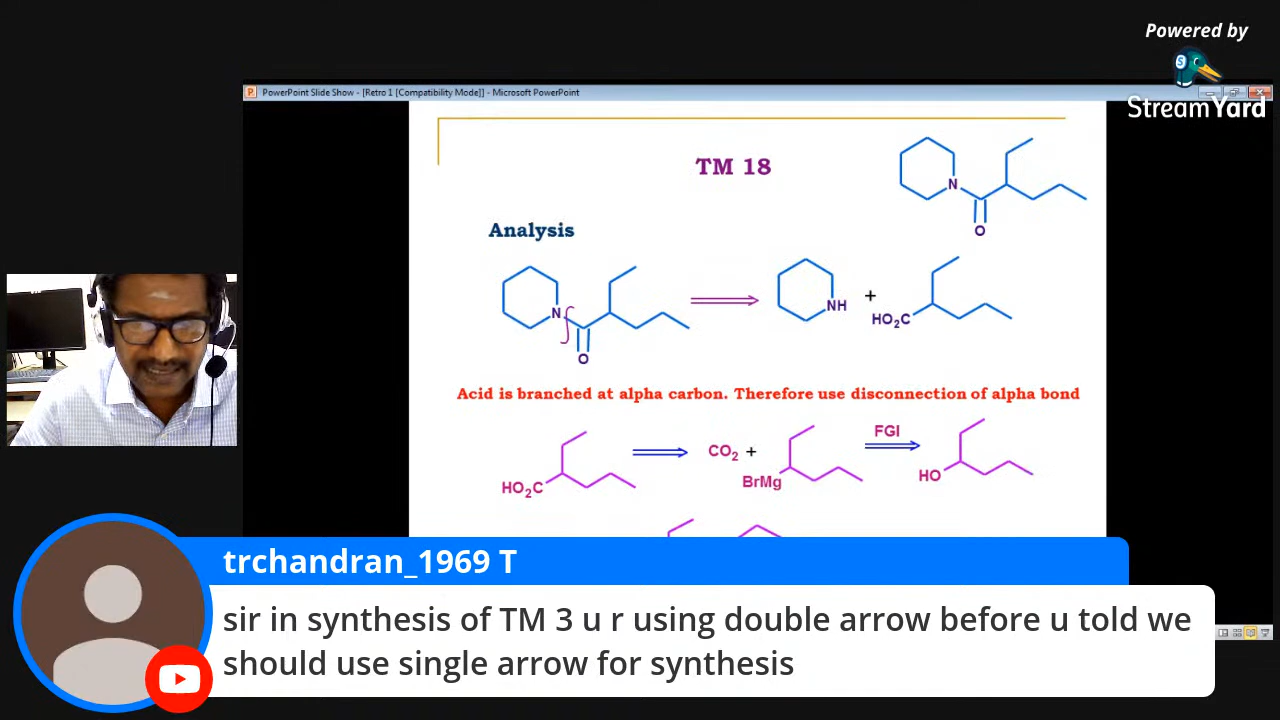 Powered by
StreamYard
PowerPoint Slide Show - [Retro 1 [Compatibility Mode]] - Microsoft PowerPoint
TM 18
N
O
Analysis
N
O
NH
+
HO2C
Acid is branched at alpha carbon. Therefore use disconnection of alpha bond
HO2C
CO2 +
BrMg
FGI
HO
trchandran_1969 T
sir in synthesis of TM 3 u r using double arrow before u told we
should use single arrow for synthesis